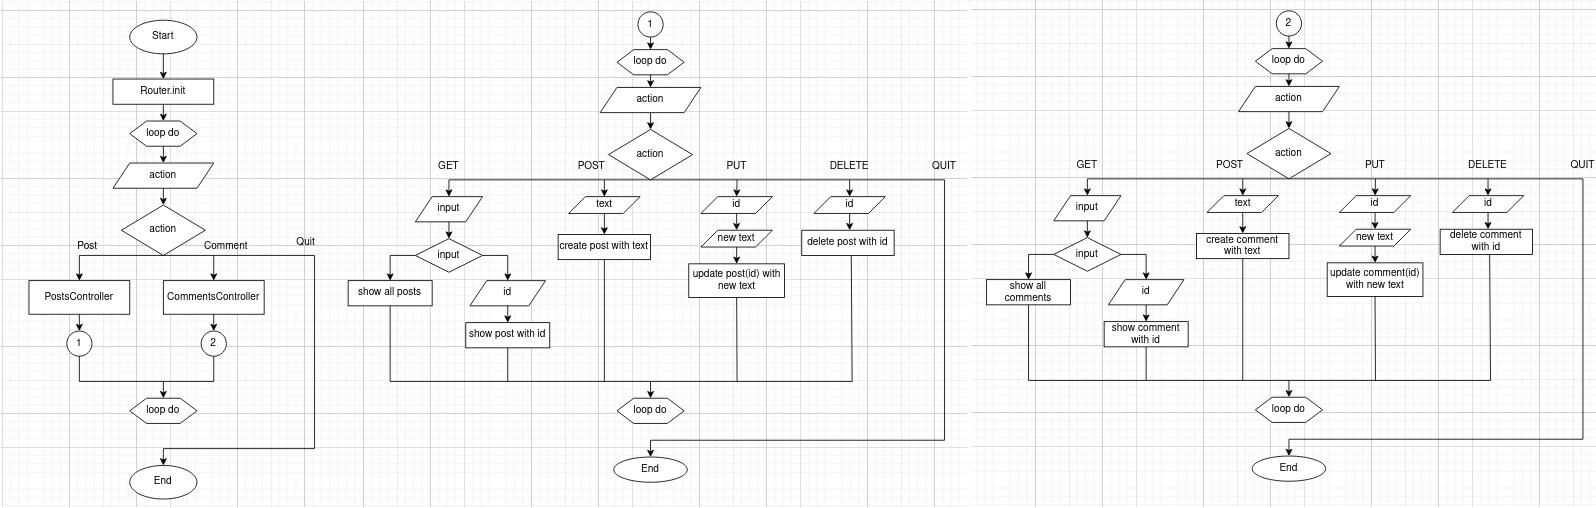 Start
Router.init
loop do
action
action
Post
Comment
Quit
PostsController
CommentsController
1
2
loop do
End
1
loop do
action
action
GET
POST
PUT
DELETE
QUIT
input
text
id
id
input
create post with text
new text
delete post with id
show all posts
id
update post(id) with
new text
show post with id
loop do
End
2
loop do
action
action
GET
POST
PUT
DELETE
QUIT
input
text
id
id
input
create comment
with text
new text
delete comment
with id
show all
comments
id
update comment(id)
with new text
show comment
with id
loop do
End